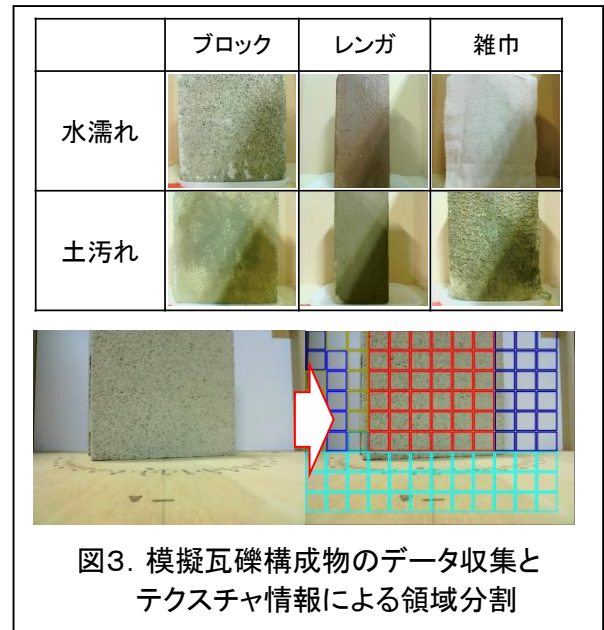 ブロック レンガ 雑巾
水濡れ
土汚れ
図3. 模擬瓦礫構成物のデータ収集と
テクスチャ情報による領域分割